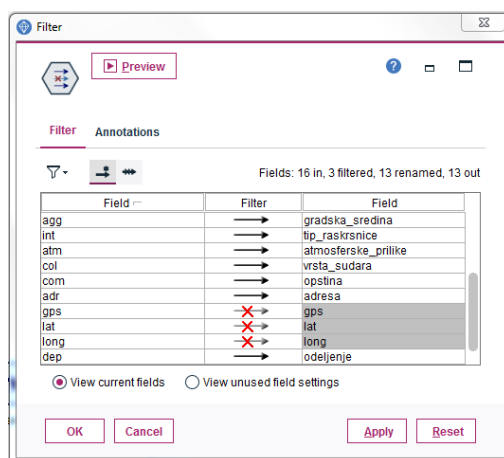 Filter
Preview
Filter Annotations
Fields: 16 in, 3 filtered, 13 renamed, 13 out
Field Filter Field
agg gradska_sredina
int tip_raskrsnice
atm atmosferske_prilike
col vrsta_sudara
com opstina
adr adresa
gps gps
lat lat
long long
dep odeljenje
View current fields View unused field settings
OK Cancel Apply Reset